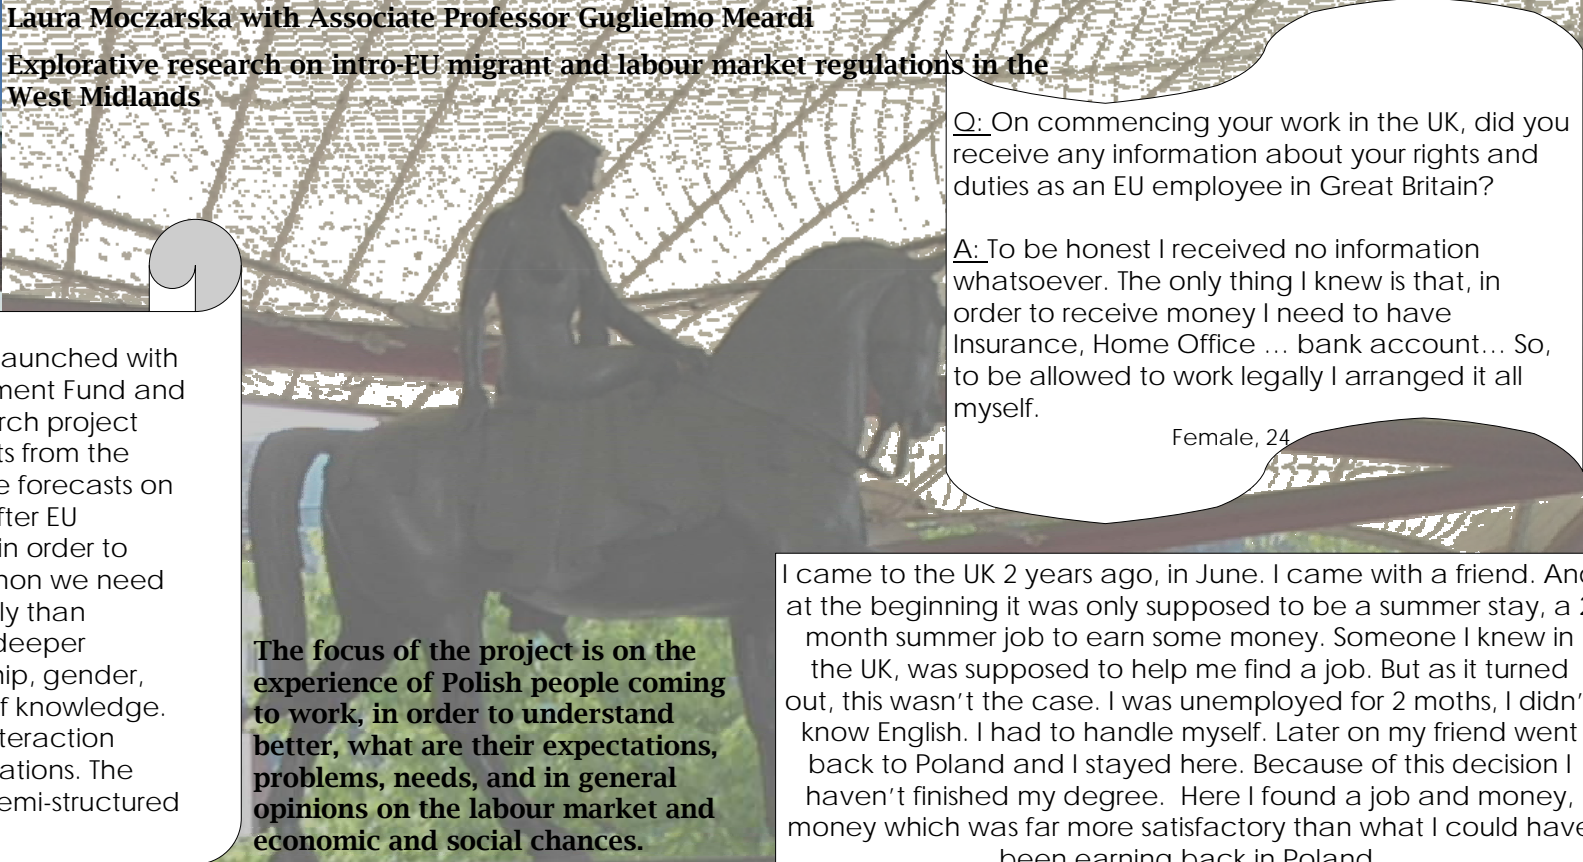 Laura Moczarska with Associate Professor Guglielmo Meardi
Explorative research on intro-EU migrant and labour market regulations in the
West Midlands
Q: On commencing your work in the UK, did you
receive any information about your rights and
duties as an EU employee in Great Britain?
A: To be honest I received no information
whatsoever. The only thing I knew is that, in
order to receive money I need to have
Insurance, Home Office … bank account… So,
to be allowed to work legally I arranged it all
myself.
Female, 24
aunched with
ment Fund and
rch project
ts from the
e forecasts on
fter EU
in order to
non we need
ly than
deeper
hip, gender,
f knowledge.
teraction
ations. The
emi-structured
The focus of the project is on the
experience of Polish people coming
to work, in order to understand
better, what are their expectations,
problems, needs, and in general
opinions on the labour market and
economic and social chances.
I came to the UK 2 years ago, in June. I came with a friend. And
at the beginning it was only supposed to be a summer stay, a 2
month summer job to earn some money. Someone I knew in
the UK, was supposed to help me find a job. But as it turned
out, this wasn't the case. I was unemployed for 2 moths, I didn'
know English. I had to handle myself. Later on my friend went
back to Poland and I stayed here. Because of this decision I
haven't finished my degree.  Here I found a job and money,
money which was far more satisfactory than what I could have
been earning back in Poland